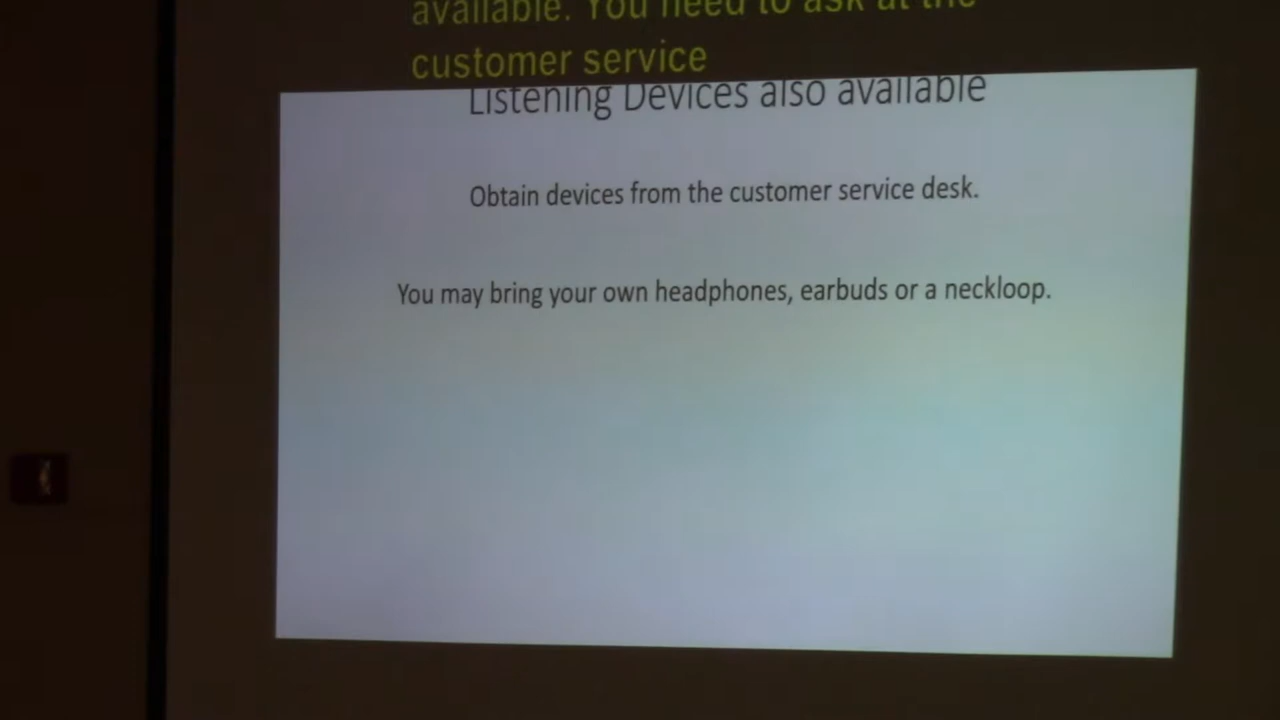 available. You need to ask at the
customer service
Listening Devices also available
Obtain devices from the customer service desk.
You may bring your own headphones, earbuds or a neckloop.